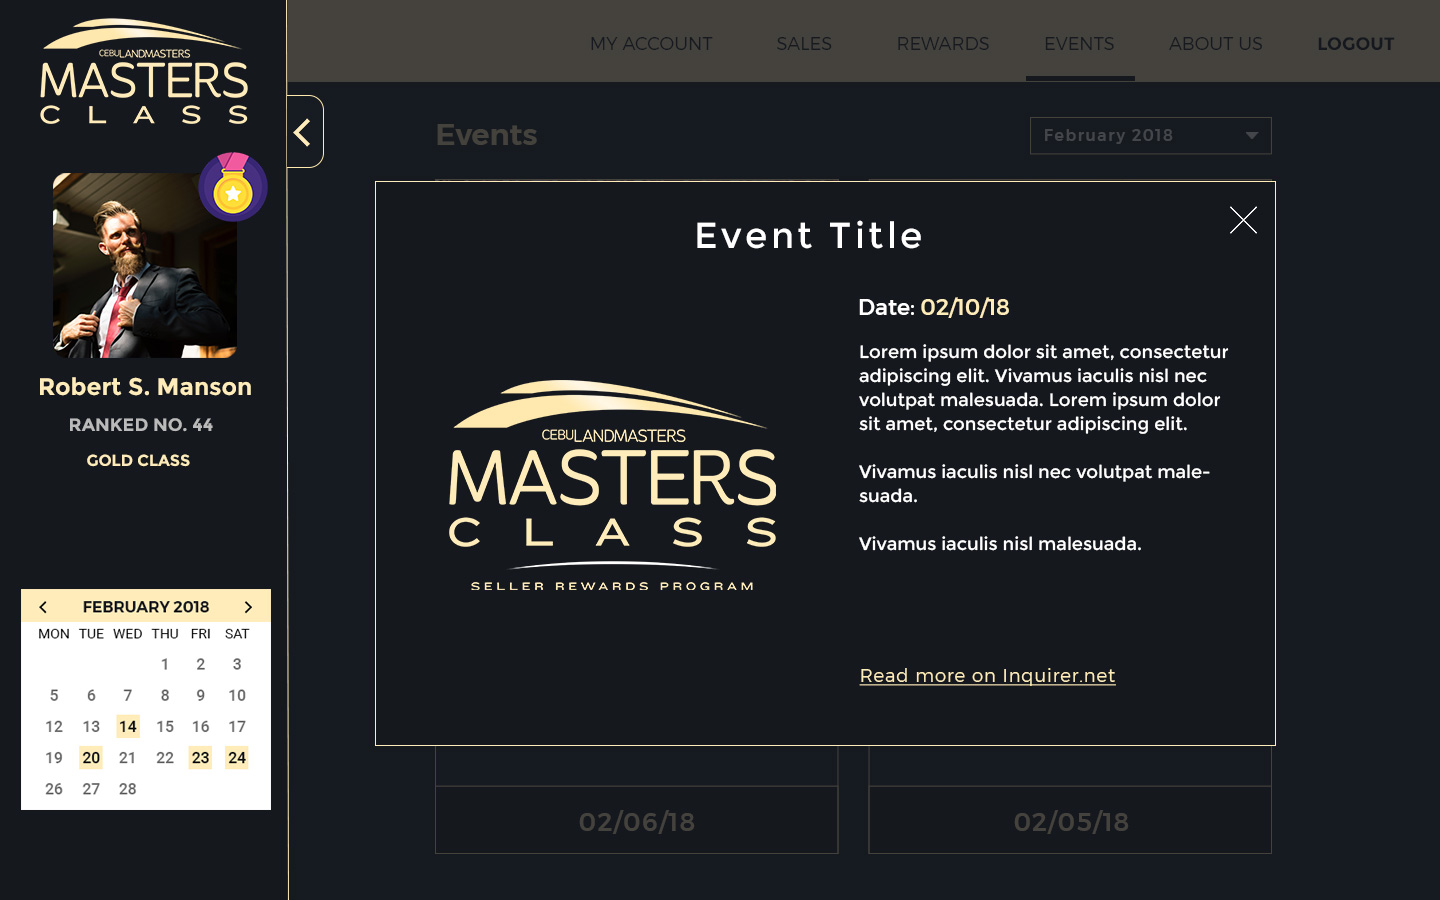 CEBULANDMASTERS
MASTERS
CLASS
MY ACCOUNT
SALES
REWARDS
EVENTS
ABOUT US
LOGOUT
Robert S. Manson
RANKED NO. 44
GOLD CLASS
FEBRUARY 2018
MON TUE WED THU FRI SAT
1 2 3
5 6 7 8 9 10
12 13 14 15 16 17
19 20 21 22 23 24
26 27 28
Events
February 2018
Event Title
CEBULANDMASTERS
MASTERS
CLASS
SELLER REWARDS PROGRAM
Date: 02/10/18
Lorem ipsum dolor sit amet, consectetur
adipiscing elit. Vivamus iaculis nisl nec
volutpat malesuada. Lorem ipsum dolor
sit amet, consectetur adipiscing elit.
Vivamus iaculis nisl nec volutpat male-
suada.
Vivamus iaculis nisl malesuada.
Read more on Inquirer.net
02/06/18
02/05/18